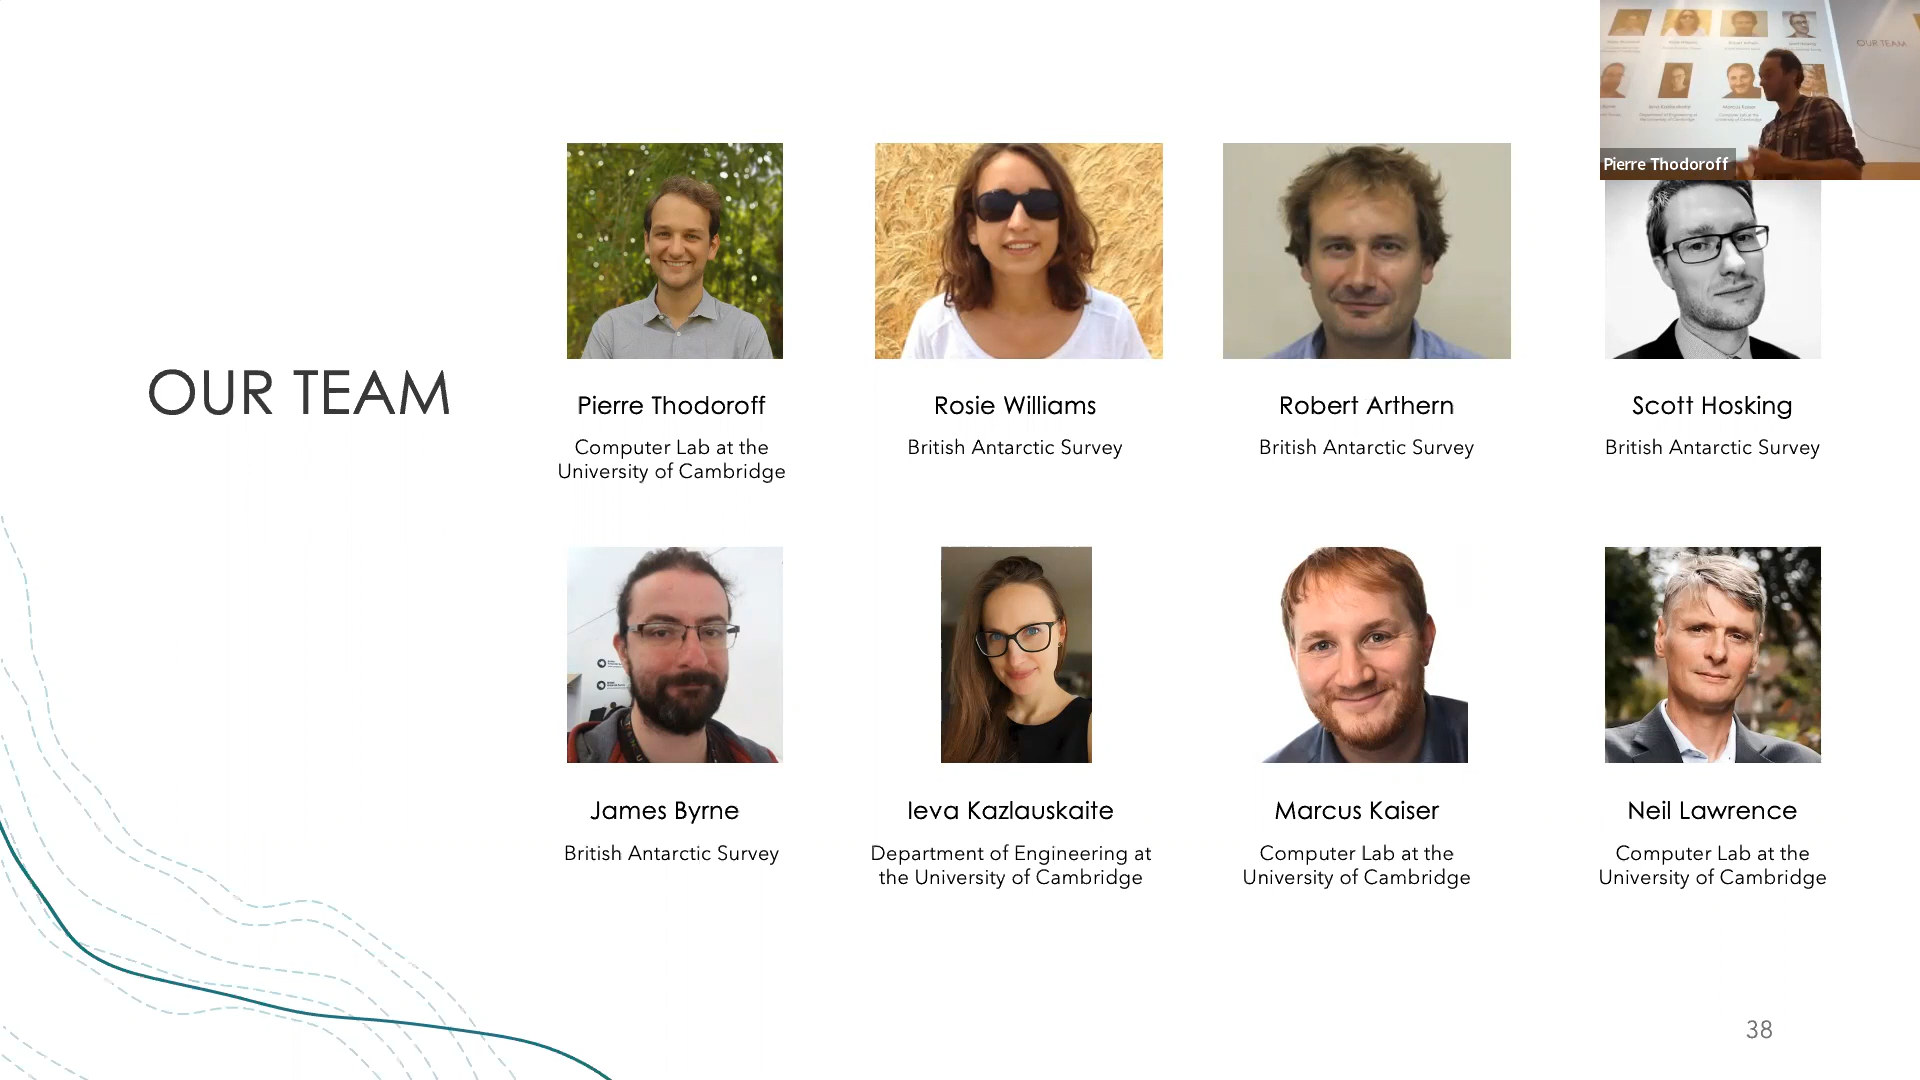 OUR TEAM
Pierre Thodoroff
Computer Lab at the
University of Cambridge
Rosie Williams
British Antarctic Survey
Robert Arthern
British Antarctic Survey
Scott Hosking
British Antarctic Survey
James Byrne
British Antarctic Survey
Ieva Kazlauskaite
Department of Engineering at
the University of Cambridge
Marcus Kaiser
Computer Lab at the
University of Cambridge
Neil Lawrence
Computer Lab at the
University of Cambridge
38
OUR TEAM
Pierre Thodoroff